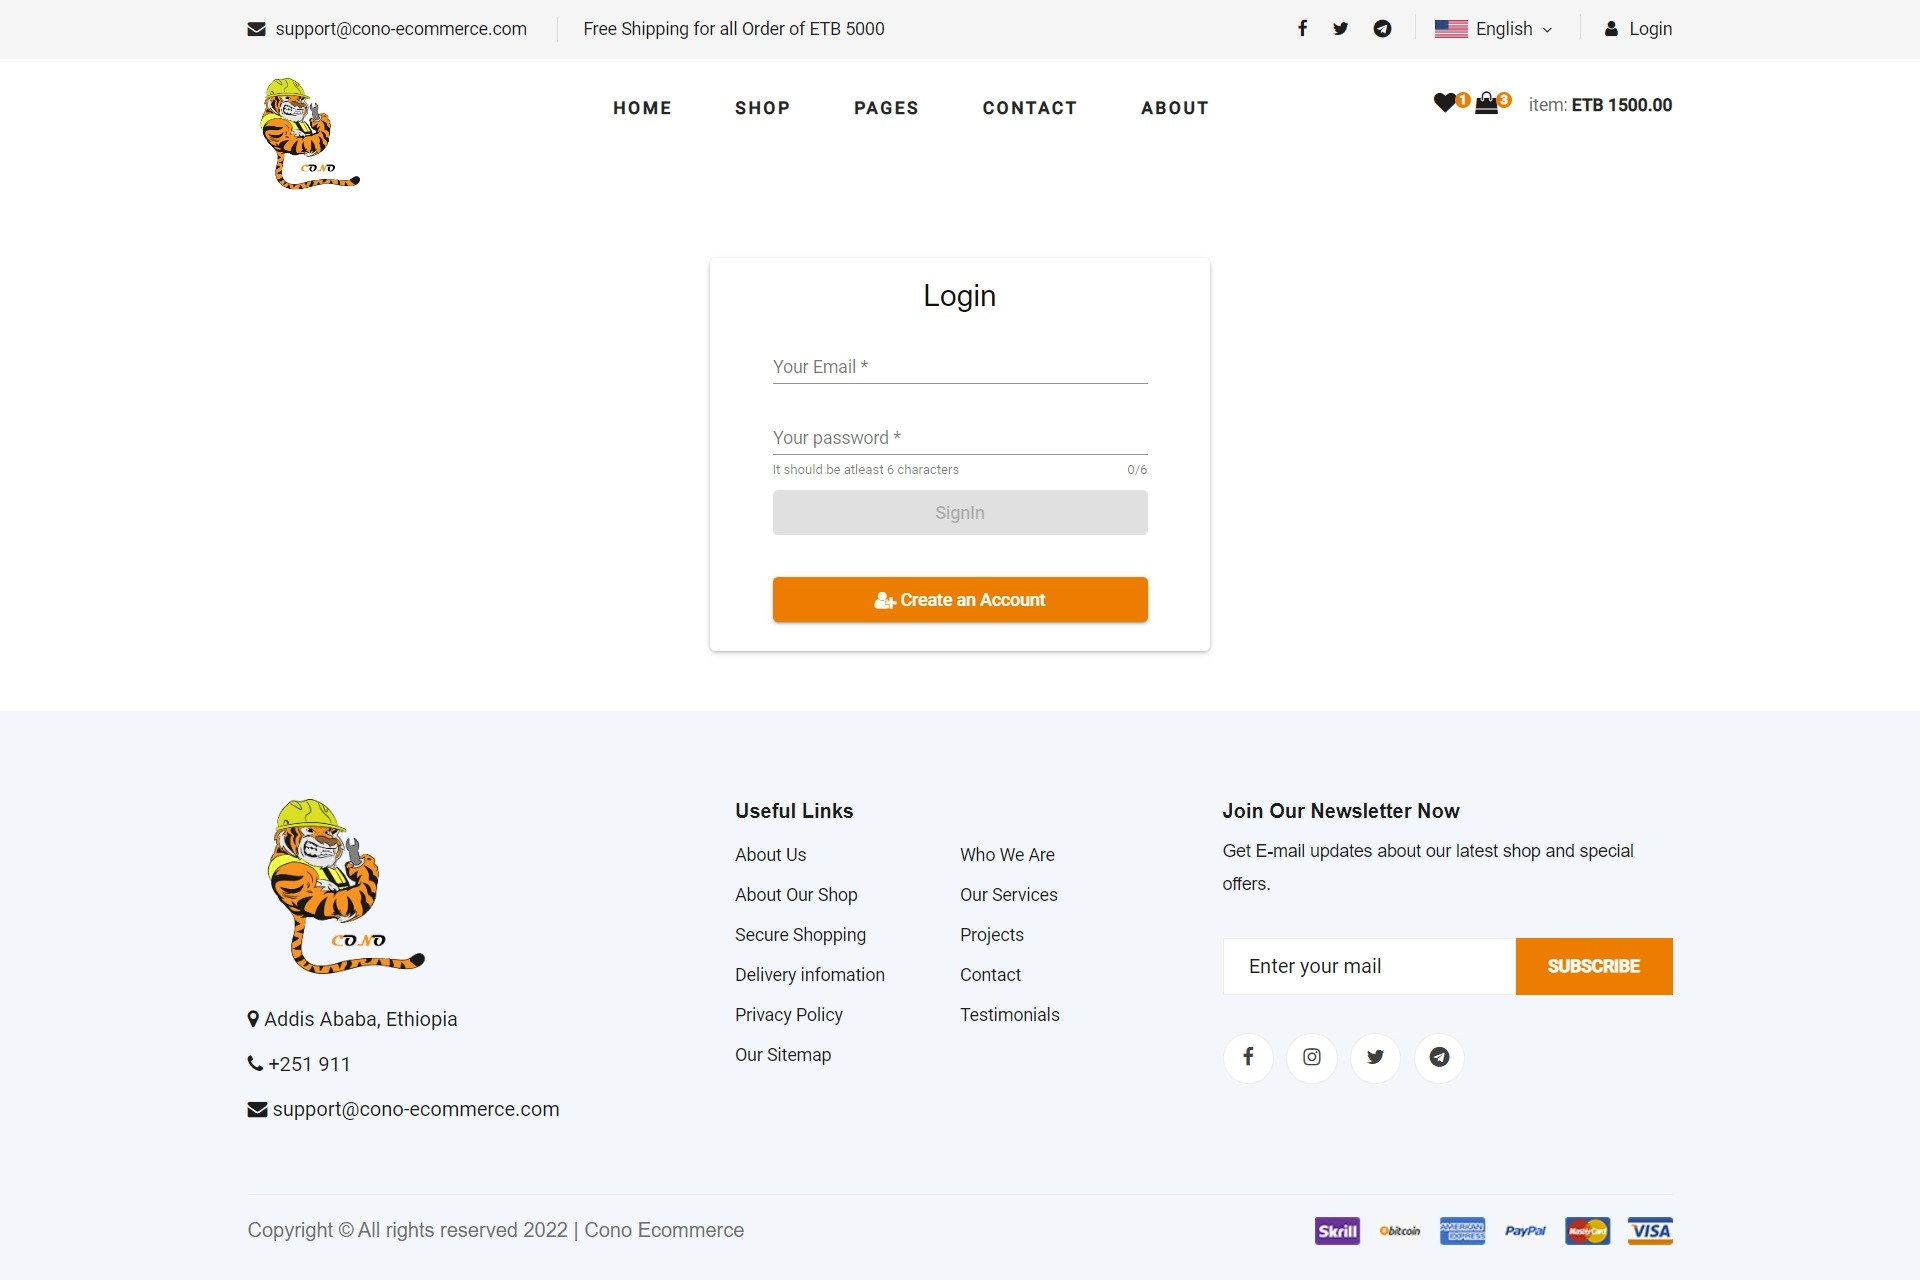 support@cono-ecommerce.com
Free Shipping for all Order of ETB 5000
English
Login
CONO
HOME
SHOP
PAGES
CONTACT
ABOUT
1
3
item: ETB 1500.00
Login
Your Email *
Your password *
It should be atleast 6 characters
0/6
SignIn
Create an Account
CONO
Addis Ababa, Ethiopia
+251 911
support@cono-ecommerce.com
Useful Links
About Us
About Our Shop
Secure Shopping
Delivery infomation
Privacy Policy
Our Sitemap
Who We Are
Our Services
Projects
Contact
Testimonials
Join Our Newsletter Now
Get E-mail updates about our latest shop and special
offers.
Enter your mail
SUBSCRIBE
Copyright © All rights reserved 2022 | Cono Ecommerce
Skrill
bitcoin
AMERICAN
EXPRESS
PayPal
MasterCard
VISA